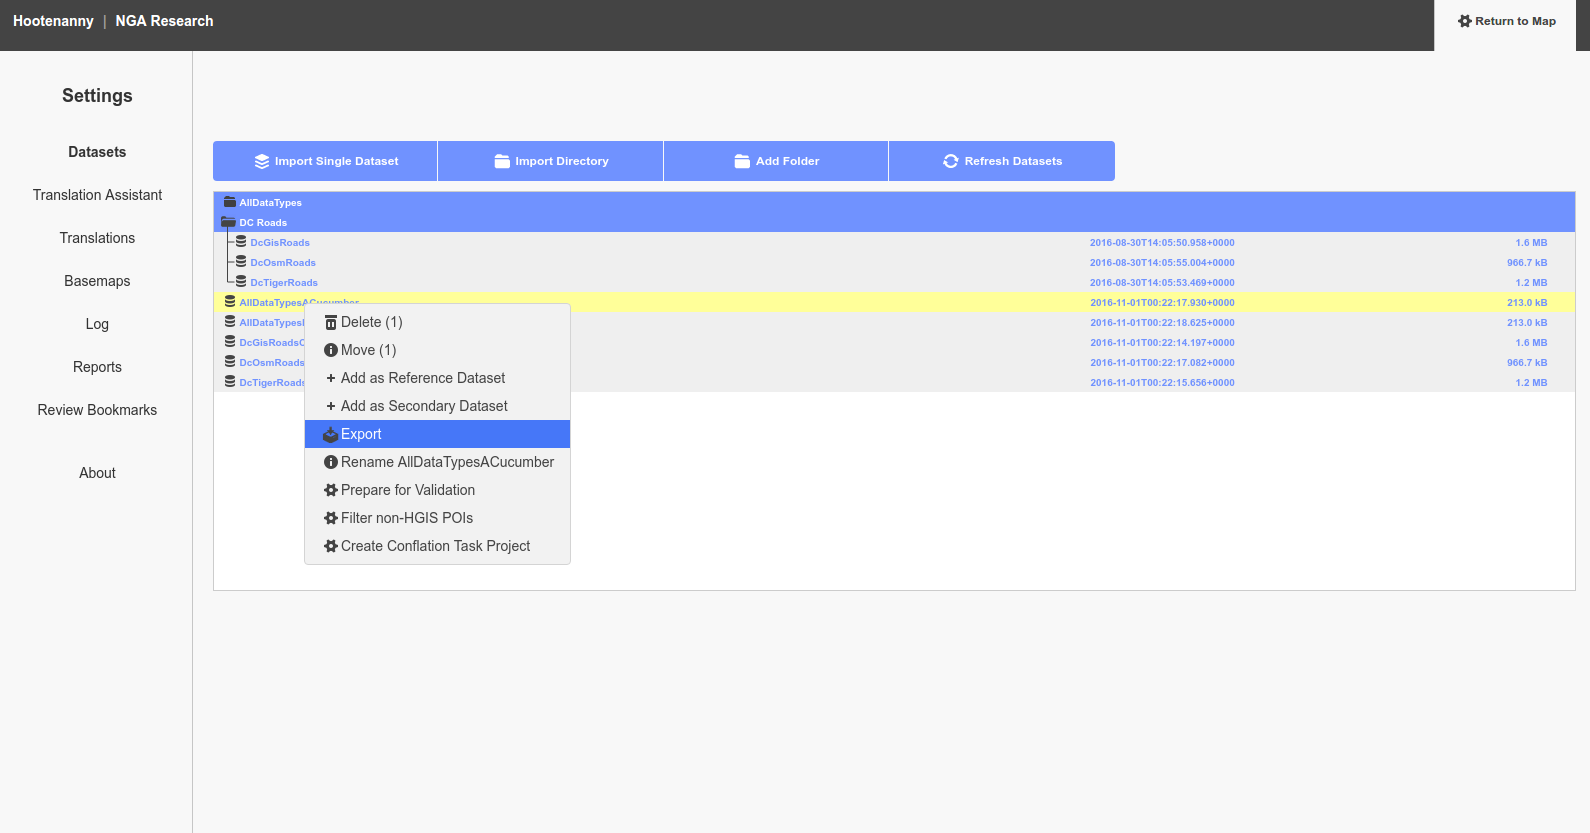 Hootenanny | NGA Research
Return to Map
Settings
Datasets
Translation Assistant
Translations
Basemaps
Log
Reports
Review Bookmarks
About
Import Single Dataset
Import Directory
Add Folder
Refresh Datasets
AllDataTypes
DC Roads
DcGisRoads 2016-08-30T14:05:50.958+0000 1.6 MB
DcOsmRoads 2016-08-30T14:05:55.004+0000 966.7 kB
DcTigerRoads 2016-08-30T14:05:53.469+0000 1.2 MB
AllDataTypesACucumber 2016-11-01T00:22:17.930+0000 213.0 kB
AllDataTypes 2016-11-01T00:22:18.625+0000 213.0 kB
DcGisRoadsC 2016-11-01T00:22:14.197+0000 1.6 MB
DcOsmRoads 2016-11-01T00:22:17.082+0000 966.7 kB
DcTigerRoads 2016-11-01T00:22:15.656+0000 1.2 MB
Delete (1)
Move (1)
+ Add as Reference Dataset
+ Add as Secondary Dataset
Export
Rename AllDataTypesACucumber
Prepare for Validation
Filter non-HGIS POIs
Create Conflation Task Project